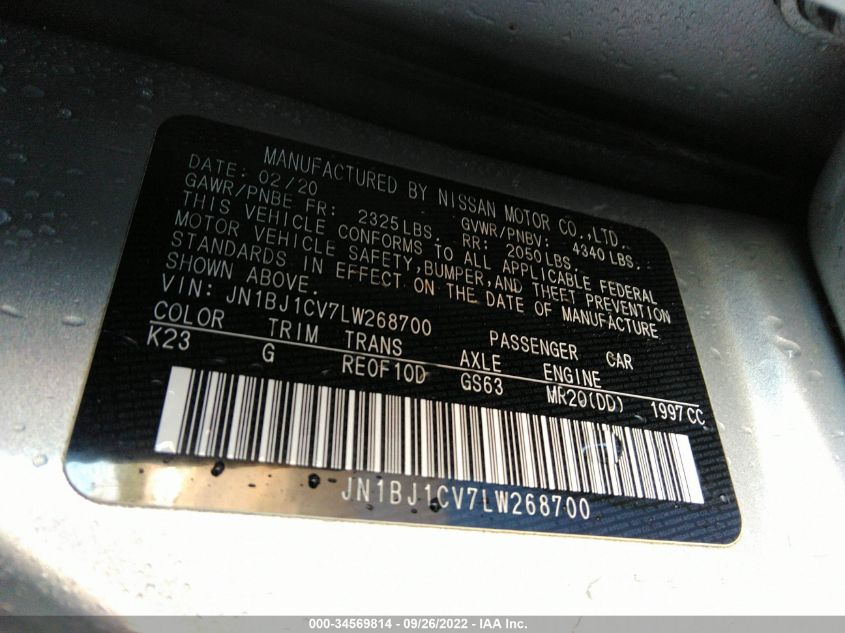 MANUFACTURED BY NISSAN MOTOR CO.,LTD.
DATE: 02/20 GVWR/PNBV: 4340 LBS.
GAWR/PNBE FR: 2325LBS. RR: 2050LBS.
THIS VEHICLE CONFORMS TO ALL APPLICABLE FEDERAL
MOTOR VEHICLE SAFETY,BUMPER,AND THEFT PREVENTION
STANDARDS IN EFFECT ON THE DATE OF MANUFACTURE
SHOWN ABOVE.
VIN: JN1BJ1CV7LW268700 PASSENGER CAR
COLOR TRIM TRANS AXLE ENGINE
K23 G RE0F10D GS63 MR20(DD) 1997CC
JN1BJ1CV7LW268700
000-34569814 - 09/26/2022 - IAA Inc.